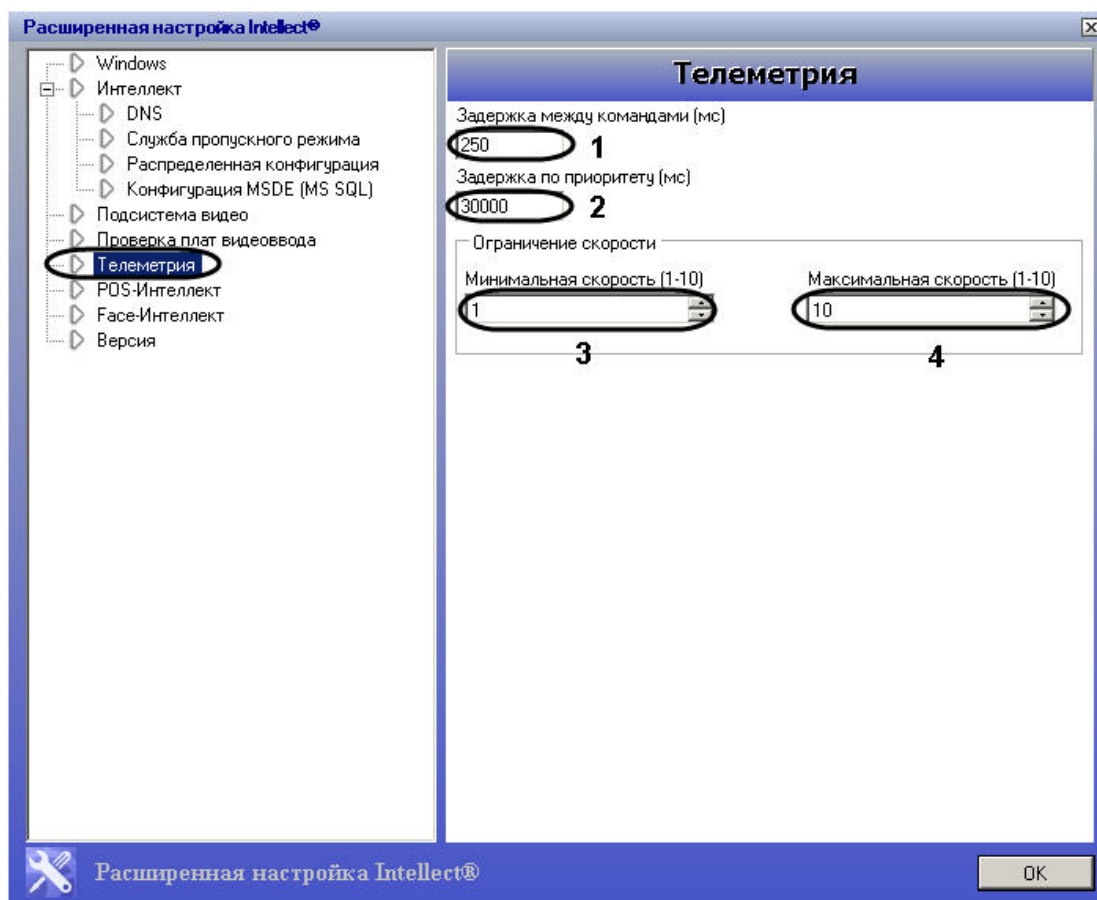 Расширенная настройка Intellect®
Windows
Интеллект
DNS
Служба пропускного режима
Распределенная конфигурация
Конфигурация MSDE (MS SQL)
Подсистема видео
Проверка плат видеоввода
Телеметрия
POS-Интеллект
Face-Интеллект
Версия
Телеметрия
Задержка между командами (мс)
250 1
Задержка по приоритету (мс)
30000 2
Ограничение скорости
Минимальная скорость (1-10) Максимальная скорость (1-10)
1 10
3 4
Расширенная настройка Intellect®
OK